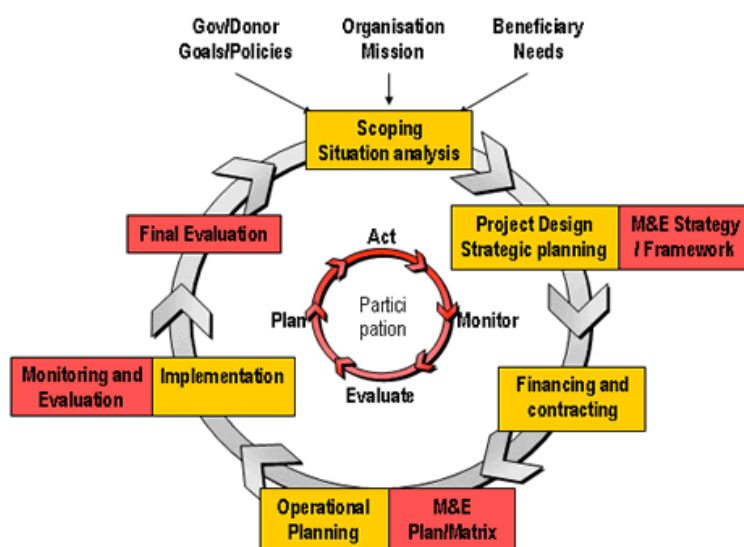 Gov/Donor
Goals/Policies
Organisation
Mission
Beneficiary
Needs
Scoping
Situation analysis
Project Design
Strategic planning
M&E Strategy
/ Framework
Financing and
contracting
M&E
Plan/Matrix
Operational
Planning
Implementation
Monitoring and
Evaluation
Final Evaluation
Act
Monitor
Evaluate
Plan
Partici
pation